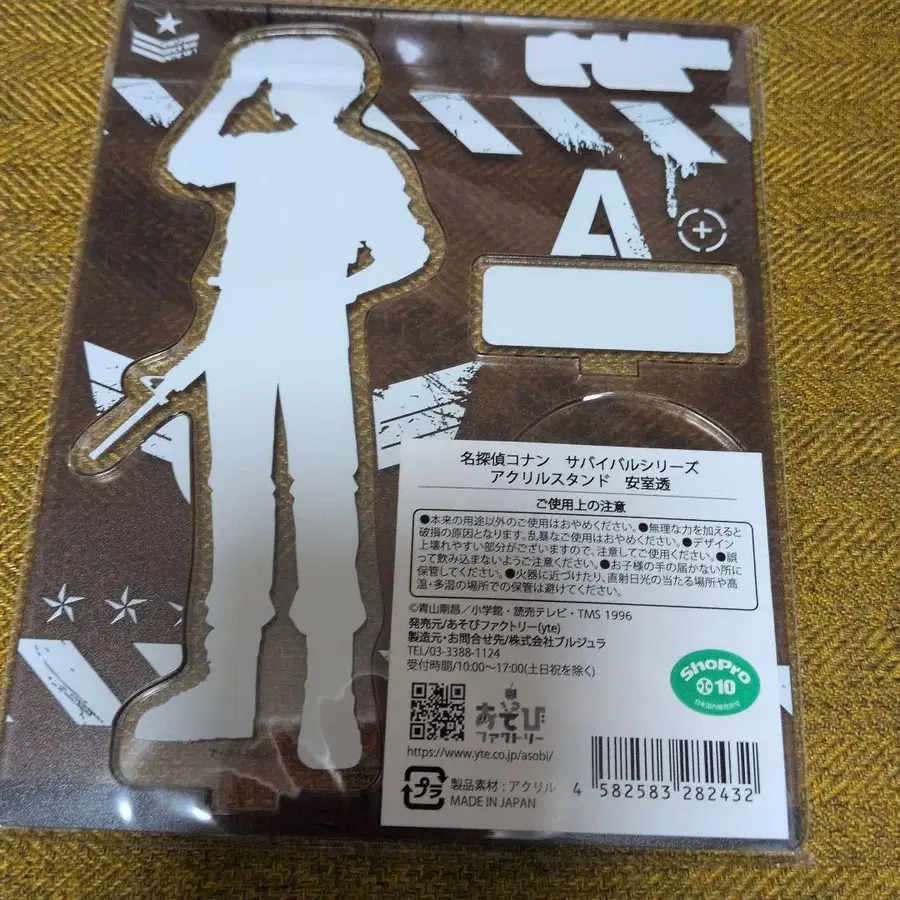 A
名探偵コナン　サバイバルシリーズ
アクリルスタンド　安室透
ご使用上の注意
●本来の用途以外のご使用はおやめください。●無理な力を加えると
破損の原因となります。乱暴なご使用はおやめください。●デザイン
上壊れやすい部分がございますので、注意してご使用ください。●誤
って飲み込まないようご注意ください。●お子様の手の届かない所に
保管してください。●火器に近づけたり、直射日光の当たる場所や高
温・多湿の場所での保管は避けてください。
©青山剛昌／小学館・読売テレビ・TMS 1996
発売元/あそびファクトリー(yte)
製造元・お問合せ先/株式会社ブルジュラ
TEL/03-3388-1124
受付時間/10:00〜17:00(土日祝を除く)
ShoPro
10
日本国内販売許可
あそび
ファクトリー
https://www.yte.co.jp/asobi/
プラ
製品素材：アクリル
MADE IN JAPAN
4 582583 282432